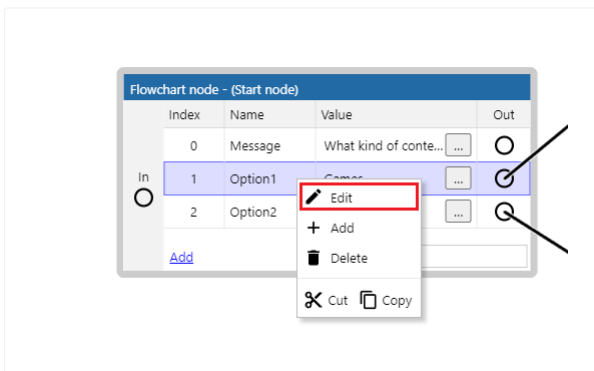 Flowchart node - (Start node)
Index Name Value Out
0 Message What kind of conte... ...
In
1 Option1 Games ...
2 Option2 ...
Edit
Add
Delete
Cut Copy
Add